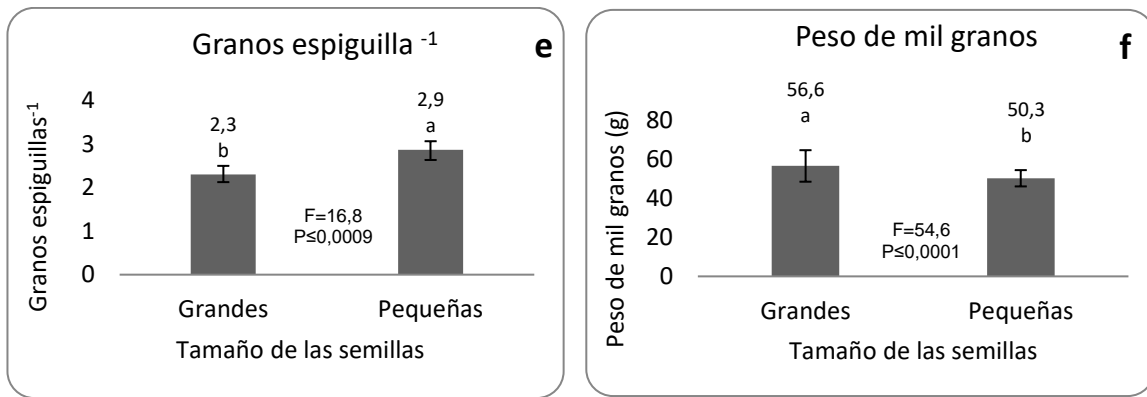 Granos espiguilla -1
e
Granos espiguillas-1
4
3
2
1
0
2,3
b
2,9
a
F=16,8
P≤0,0009
Grandes
Pequeñas
Tamaño de las semillas
Peso de mil granos
f
Peso de mil granos (g)
80
60
40
20
0
56,6
a
50,3
b
F=54,6
P≤0,0001
Grandes
Pequeñas
Tamaño de las semillas